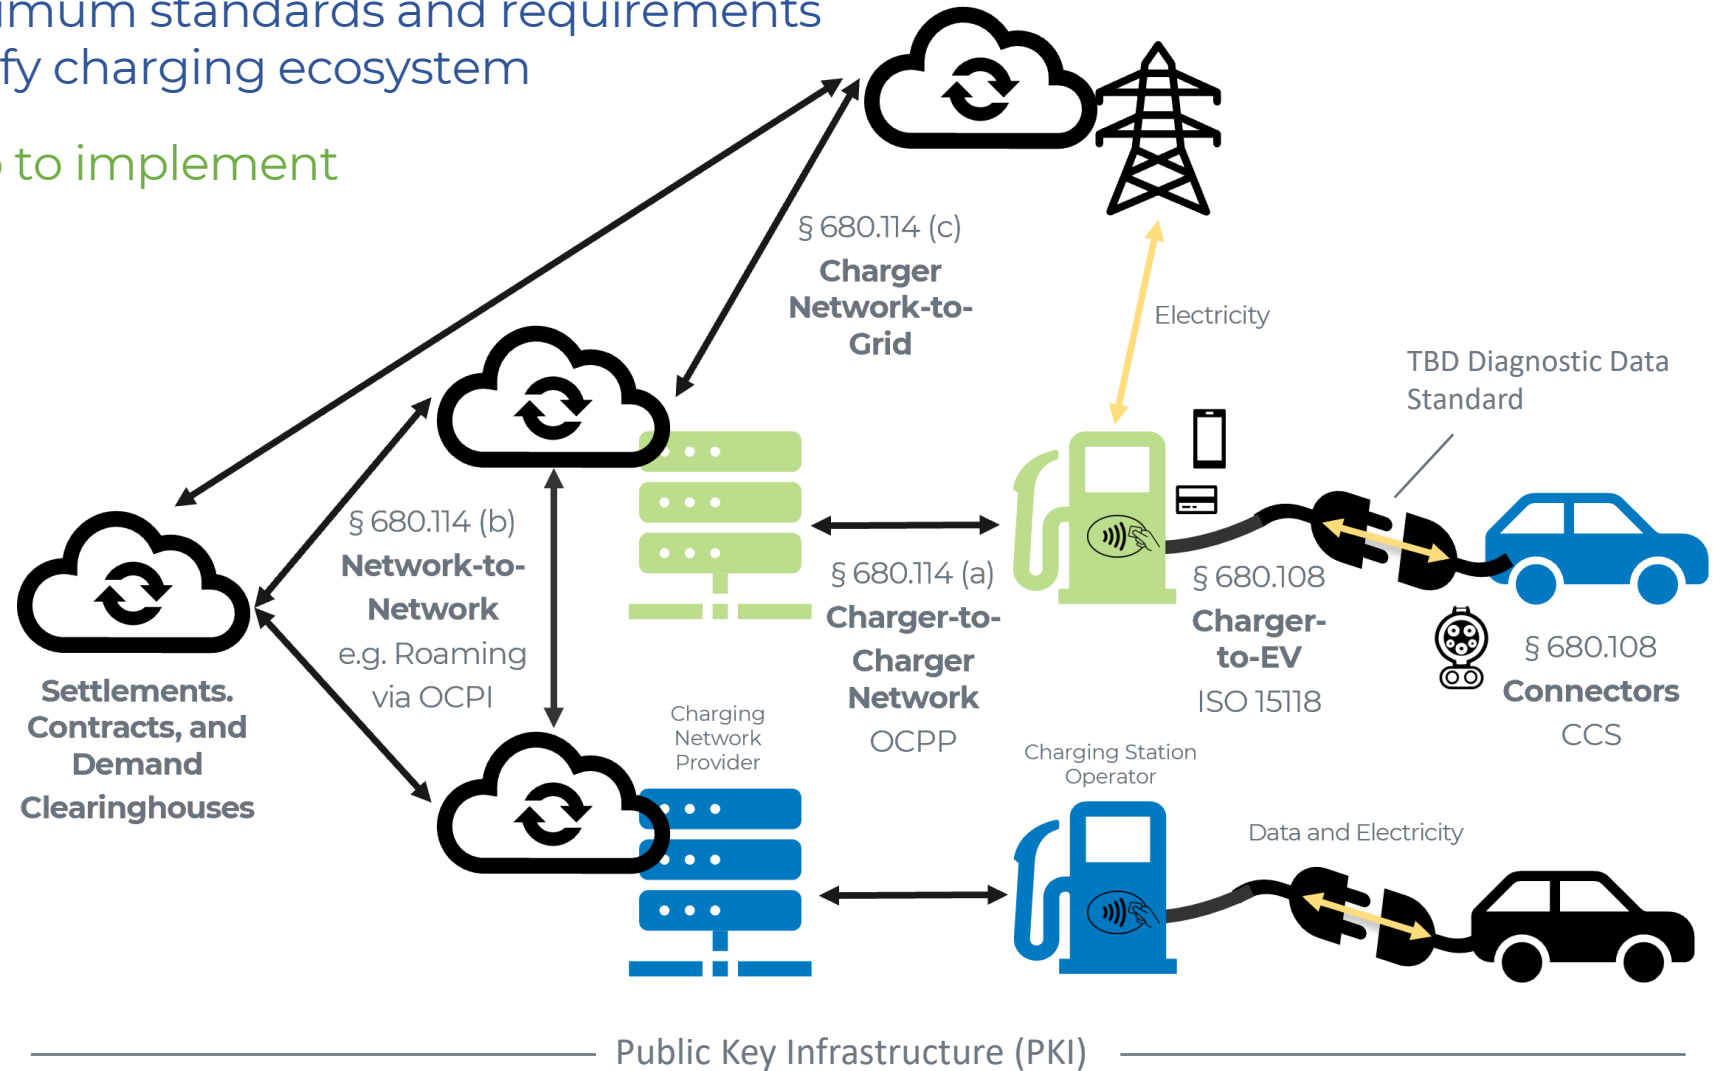 standards and requirements
charging ecosystem
to implement
§ 680.114 (c)
Charger
Network-to-
Grid
Electricity
TBD Diagnostic Data
Standard
§ 680.114 (b)
Network-to-
Network
e.g. Roaming
via OCPI
§ 680.114 (a)
Charger-to-
Charger
Network
OCPP
§ 680.108
Charger-
to-EV
ISO 15118
§ 680.108
Connectors
CCS
Settlements.
Contracts, and
Demand
Clearinghouses
Charging
Network
Provider
Charging Station
Operator
Data and Electricity
Public Key Infrastructure (PKI)